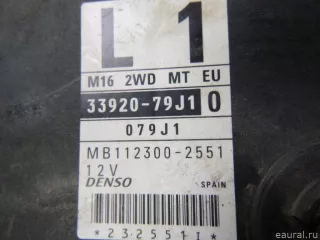 L 1
M16 2WD MT EU
33920-79J1 0
079J1
MB112300-2551
12V
DENSO SPAIN
*232551I*
eaural.ru